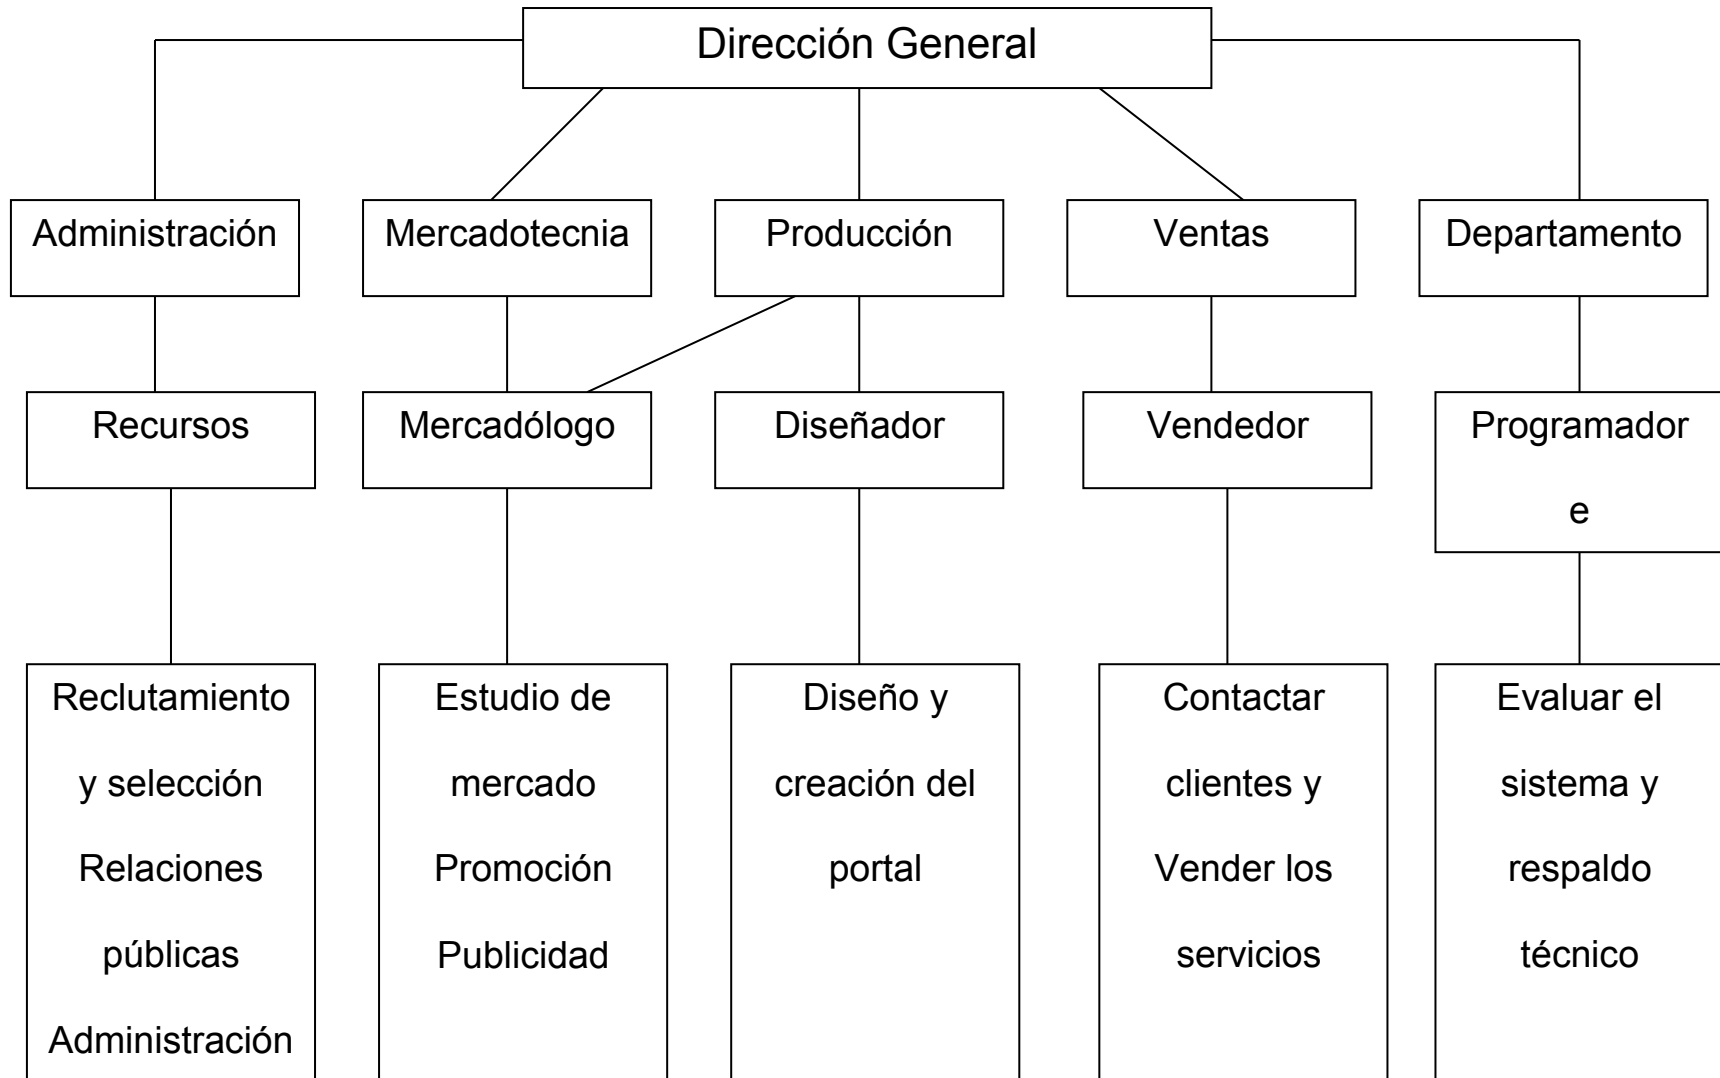 Dirección General
Administración
Mercadotecnia
Producción
Ventas
Departamento
Recursos
Mercadólogo
Diseñador
Vendedor
Programador
e
Reclutamiento
y selección
Relaciones
públicas
Administración
Estudio de
mercado
Promoción
Publicidad
Diseño y
creación del
portal
Contactar
clientes y
Vender los
servicios
Evaluar el
sistema y
respaldo
técnico